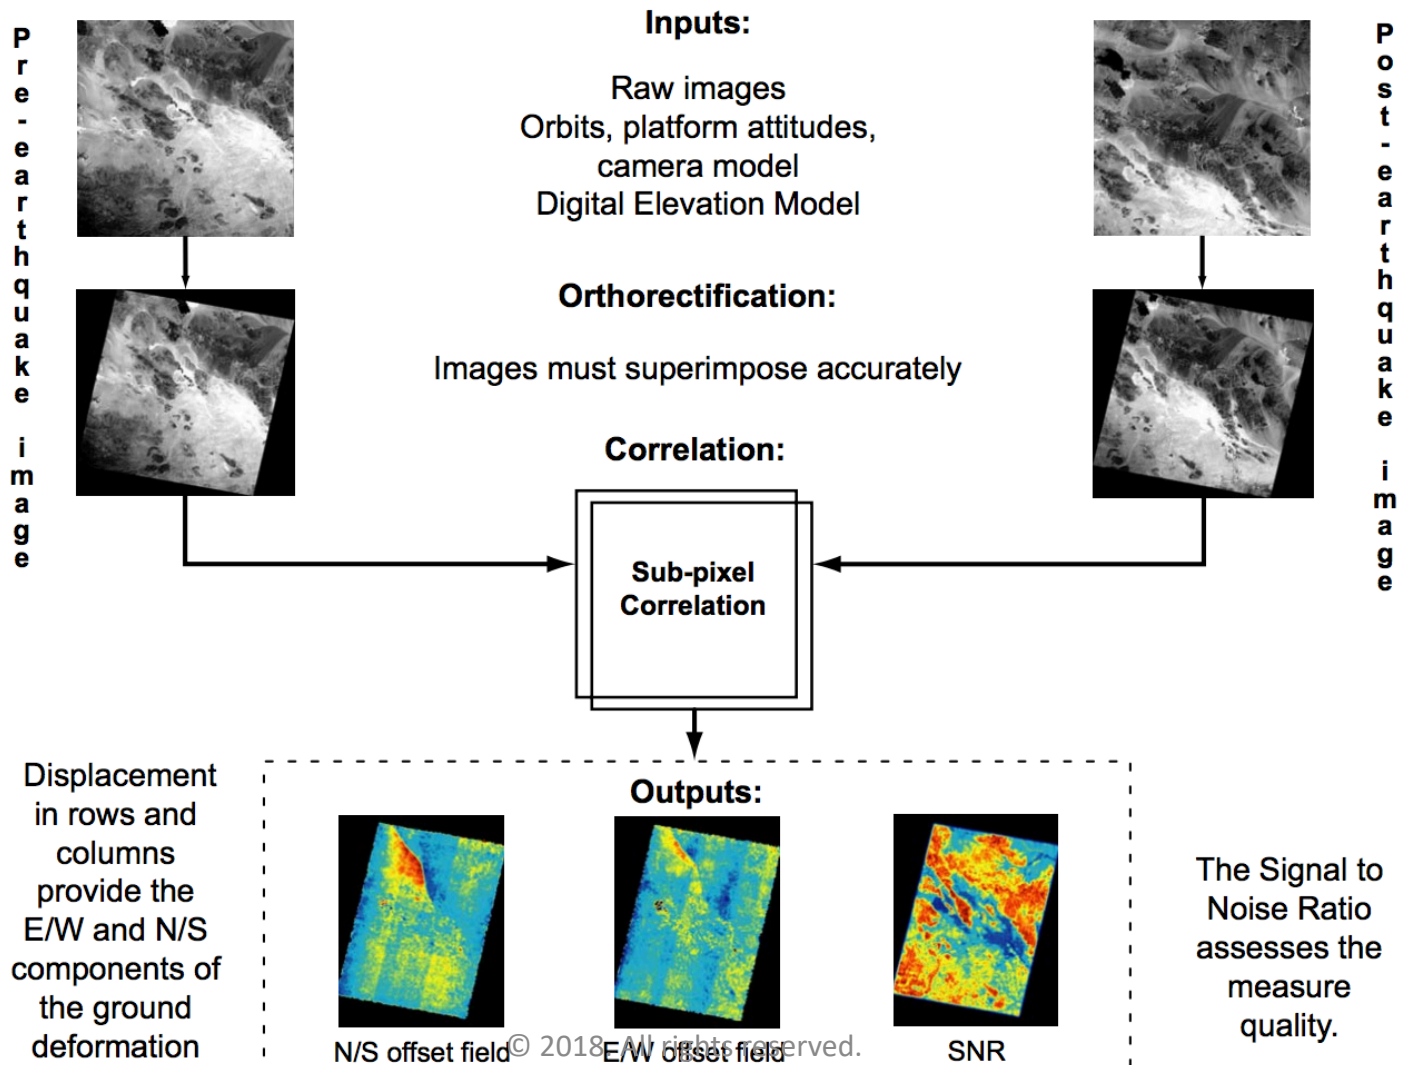 Pre-earthquake image
Inputs:
Raw images
Orbits, platform attitudes,
camera model
Digital Elevation Model
Post-earthquake image
Orthorectification:
Images must superimpose accurately
Correlation:
Sub-pixel
Correlation
Displacement
in rows and
columns
provide the
E/W and N/S
components of
the ground
deformation
Outputs:
N/S offset field
E/W offset field
SNR
© 2018. All rights reserved.
The Signal to
Noise Ratio
assesses the
measure
quality.